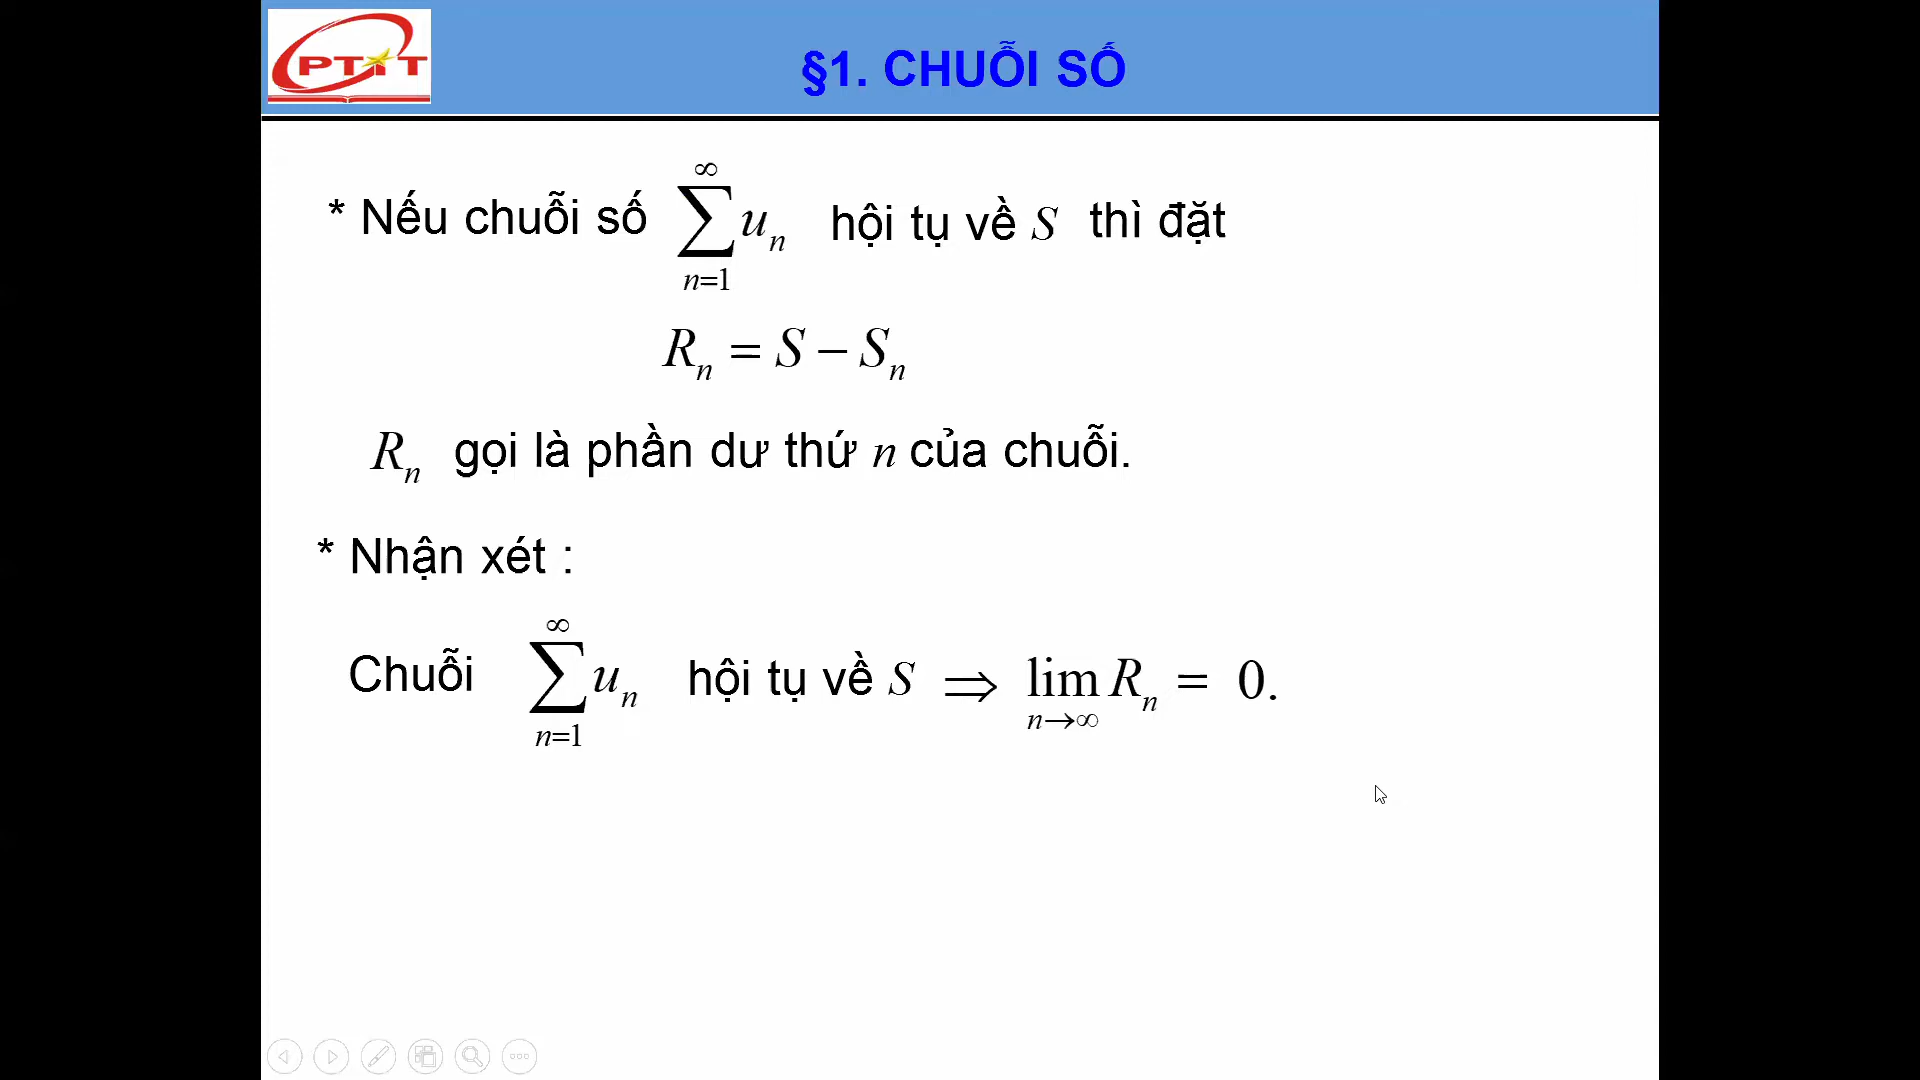 PTIT
§1. CHUỖI SỐ
* Nếu chuỗi số ∑_{n=1}^{∞} u_n hội tụ về S thì đặt
R_n = S − S_n
R_n gọi là phần dư thứ n của chuỗi.
* Nhận xét :
Chuỗi ∑_{n=1}^{∞} u_n hội tụ về S ⇒ lim_{n→∞} R_n = 0.